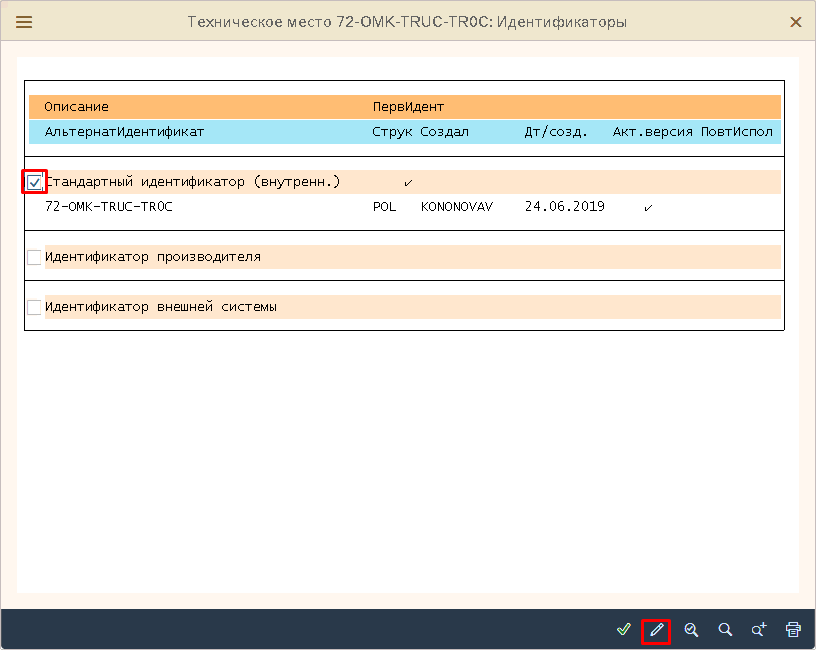 Техническое место 72-OMK-TRUC-TR0C: Идентификаторы
Описание ПервИдент
АльтернатИдентификат Струк Создал Дт/созд. Акт.версия ПовтИспол
Стандартный идентификатор (внутренн.) ✓
72-OMK-TRUC-TR0C POL KONONOVAV 24.06.2019 ✓
Идентификатор производителя
Идентификатор внешней системы